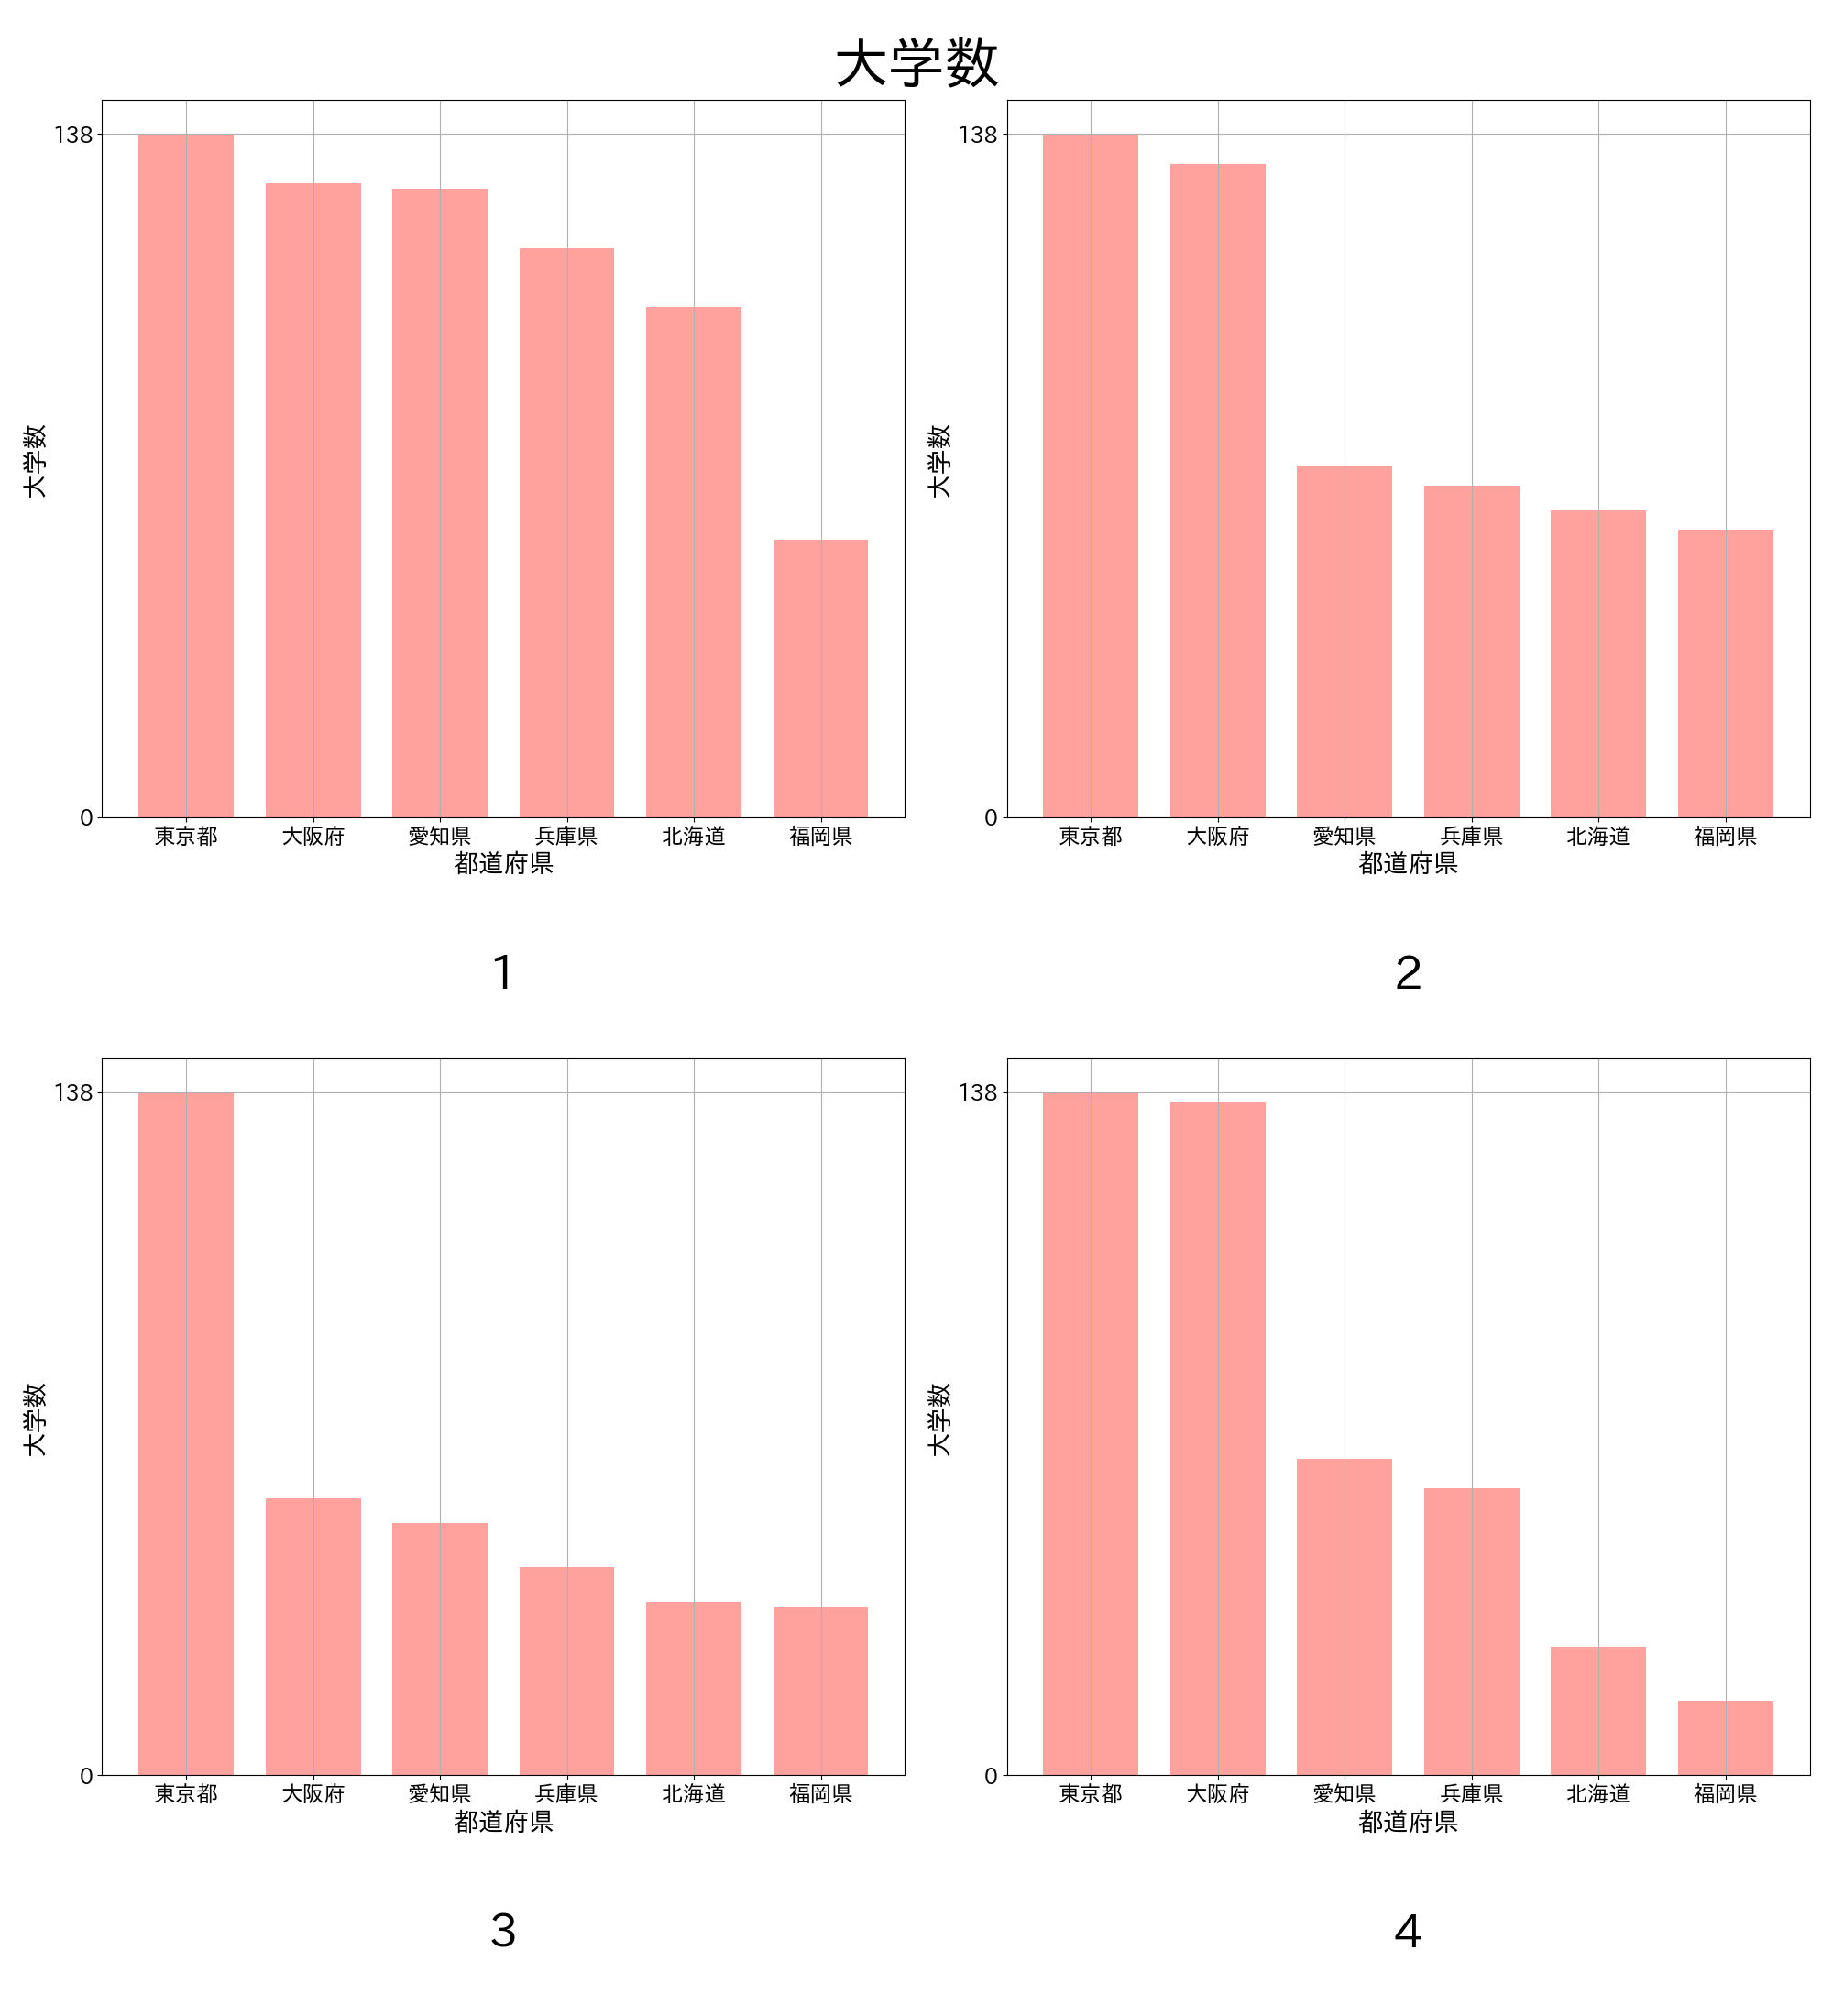 大学数
138
大学数
0
東京都 大阪府 愛知県 兵庫県 北海道 福岡県
都道府県
1
138
大学数
0
東京都 大阪府 愛知県 兵庫県 北海道 福岡県
都道府県
2
138
大学数
0
東京都 大阪府 愛知県 兵庫県 北海道 福岡県
都道府県
3
138
大学数
0
東京都 大阪府 愛知県 兵庫県 北海道 福岡県
都道府県
4